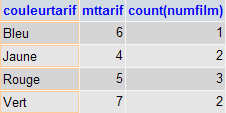 couleurtarif mttarif count(numfilm)
Bleu 6 1
Jaune 4 2
Rouge 5 3
Vert 7 2